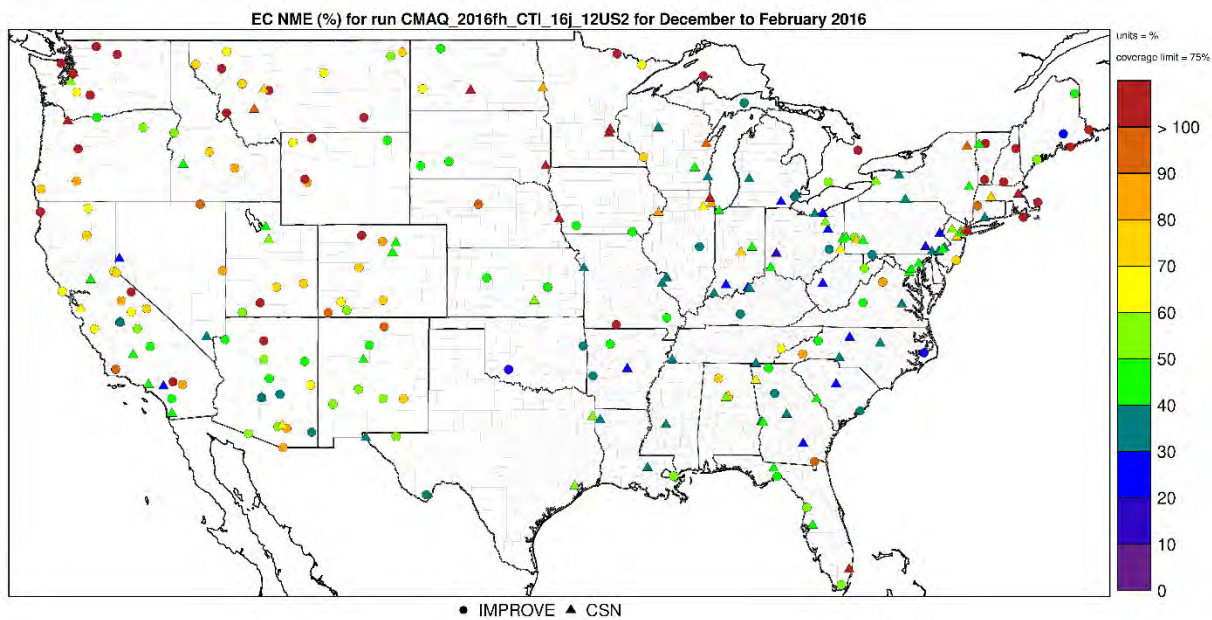 EC NME (%) for run CMAQ_2016fh_CTI_16j_12US2 for December to February 2016
units = %
coverage limit = 75%
> 100
90
80
70
60
50
40
30
20
10
0
● IMPROVE ▲ CSN